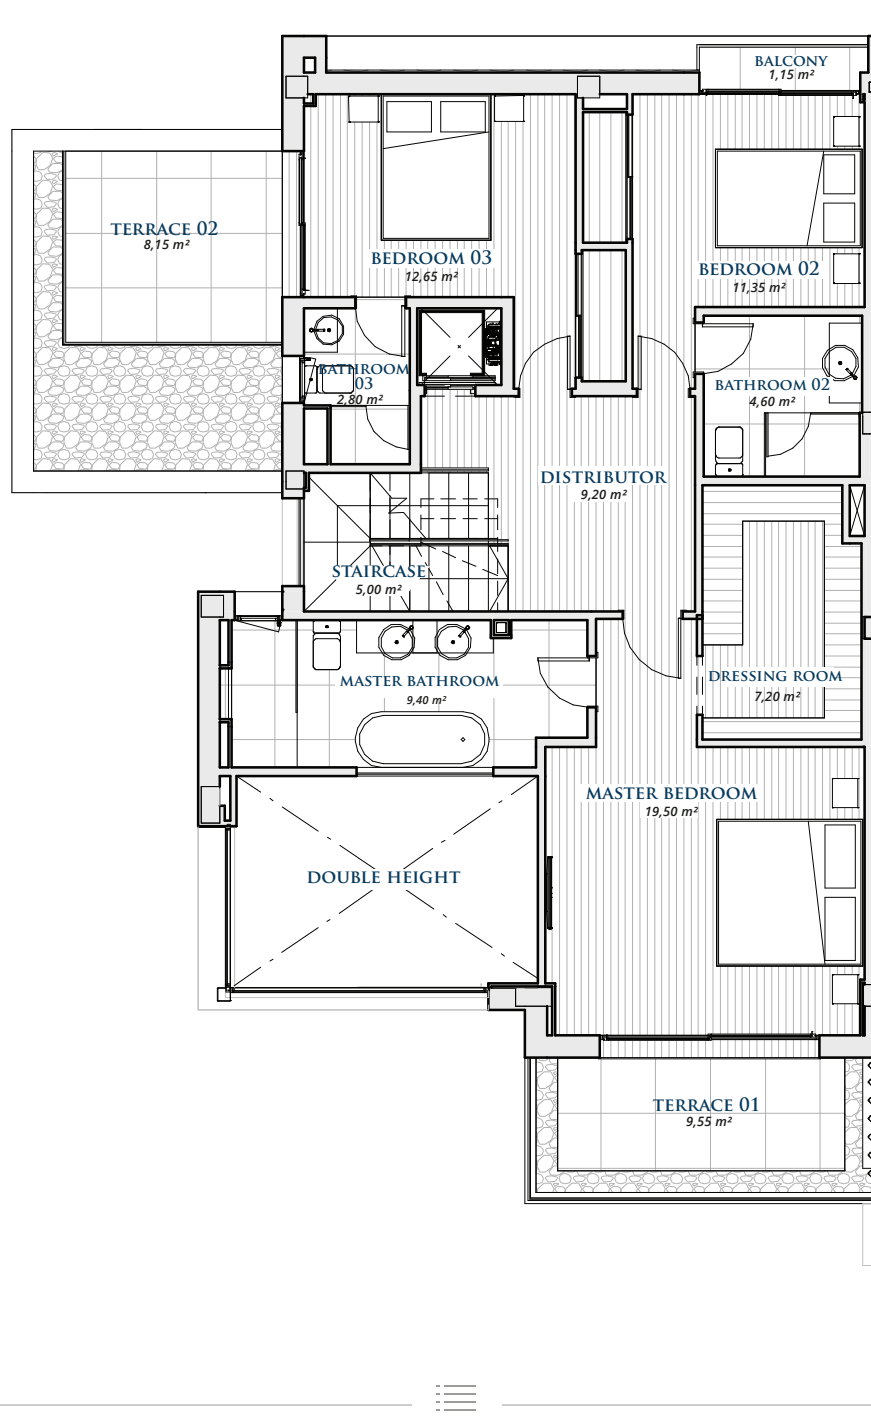 BALCONY
1,15 m²
TERRACE 02
8,15 m²
BEDROOM 03
12,65 m²
BEDROOM 02
11,35 m²
BATHROOM
03
2,80 m²
BATHROOM 02
4,60 m²
DISTRIBUTOR
9,20 m²
STAIRCASE
5,00 m²
MASTER BATHROOM
9,40 m²
DRESSING ROOM
7,20 m²
MASTER BEDROOM
19,50 m²
DOUBLE HEIGHT
TERRACE 01
9,55 m²